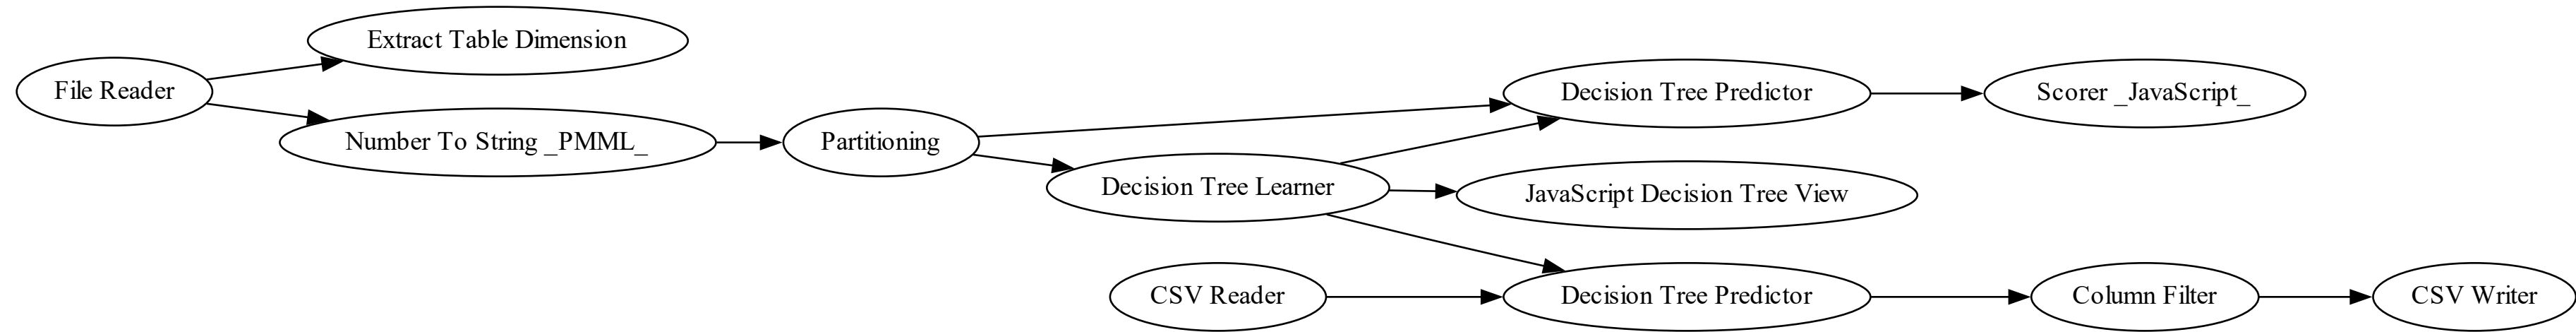 File Reader
Extract Table Dimension
Number To String _PMML_
Partitioning
Decision Tree Learner
CSV Reader
Decision Tree Predictor
JavaScript Decision Tree View
Decision Tree Predictor
Scorer _JavaScript_
Column Filter
CSV Writer